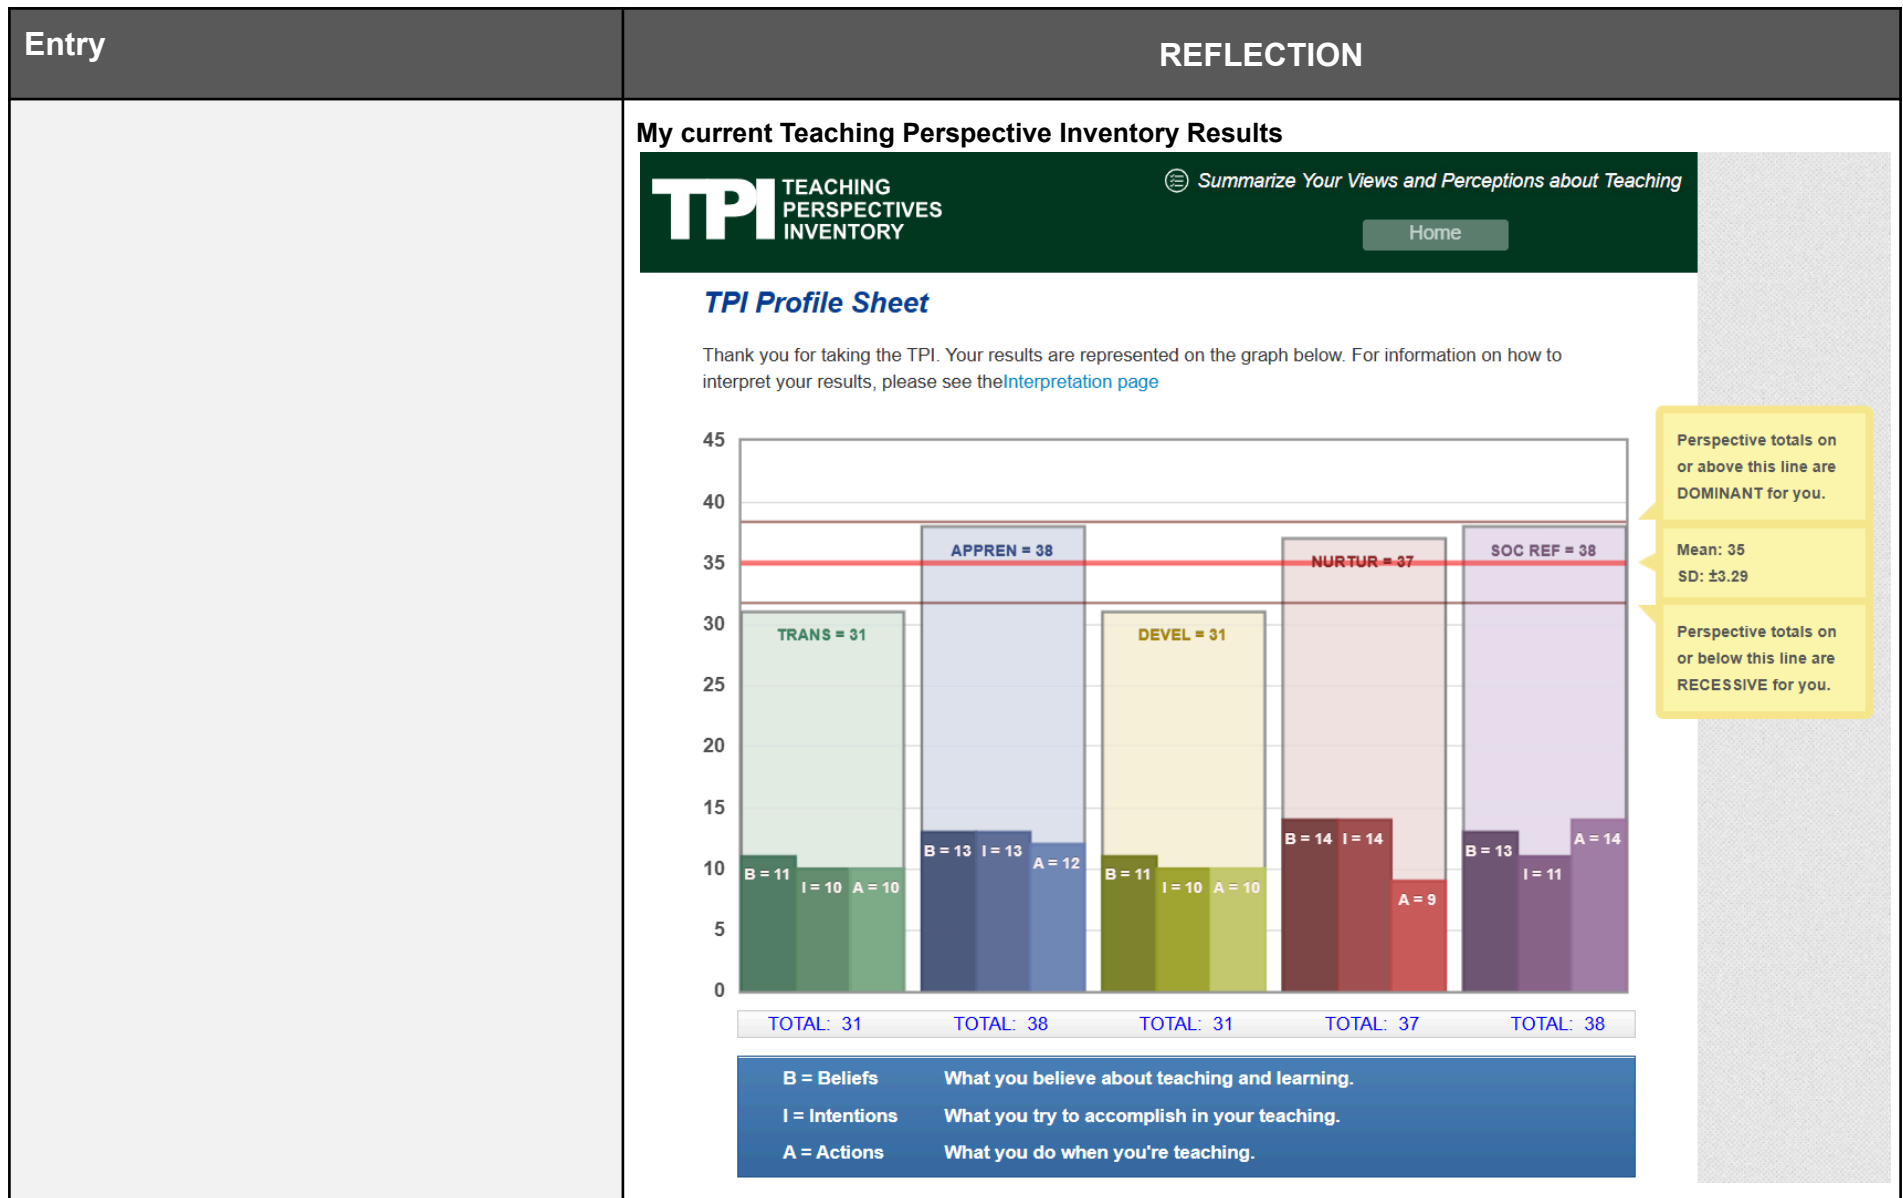 Entry
REFLECTION
My current Teaching Perspective Inventory Results
TPI TEACHING
PERSPECTIVES
INVENTORY
Summarize Your Views and Perceptions about Teaching
Home
TPI Profile Sheet
Thank you for taking the TPI. Your results are represented on the graph below. For information on how to
interpret your results, please see theInterpretation page
45
40
35
30
25
20
15
10
5
0
TRANS = 31
APPREN = 38
DEVEL = 31
NURTUR = 37
SOC REF = 38
B = 11 I = 10 A = 10
B = 13 I = 13 A = 12
B = 11 I = 10 A = 10
B = 14 I = 14 A = 9
B = 13 I = 11 A = 14
Perspective totals on
or above this line are
DOMINANT for you.
Mean: 35
SD: ±3.29
Perspective totals on
or below this line are
RECESSIVE for you.
TOTAL: 31 TOTAL: 38 TOTAL: 31 TOTAL: 37 TOTAL: 38
B = Beliefs What you believe about teaching and learning.
I = Intentions What you try to accomplish in your teaching.
A = Actions What you do when you're teaching.